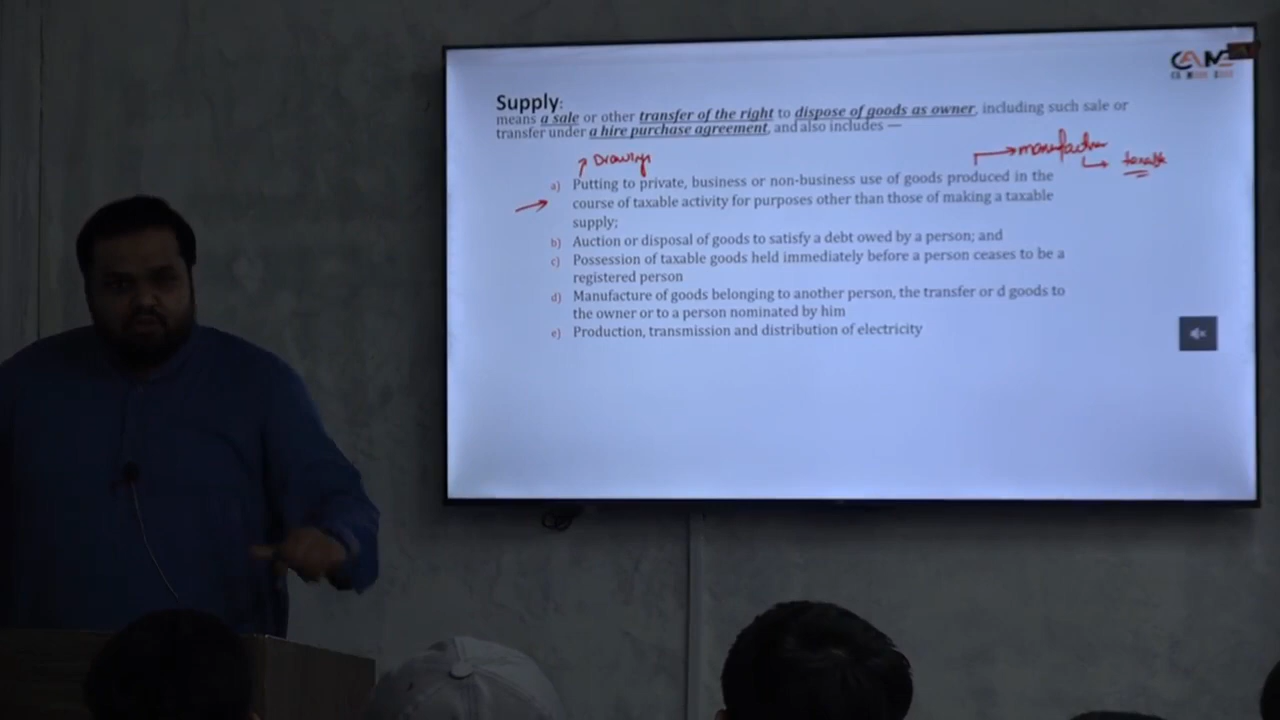 CAME
Supply:
means a sale or other transfer of the right to dispose of goods as owner, including such sale or
transfer under a hire purchase agreement, and also includes —
Drawings
manufacture
taxable
a) Putting to private, business or non-business use of goods produced in the
course of taxable activity for purposes other than those of making a taxable
supply;
b) Auction or disposal of goods to satisfy a debt owed by a person; and
c) Possession of taxable goods held immediately before a person ceases to be a
registered person
d) Manufacture of goods belonging to another person, the transfer or d goods to
the owner or to a person nominated by him
e) Production, transmission and distribution of electricity